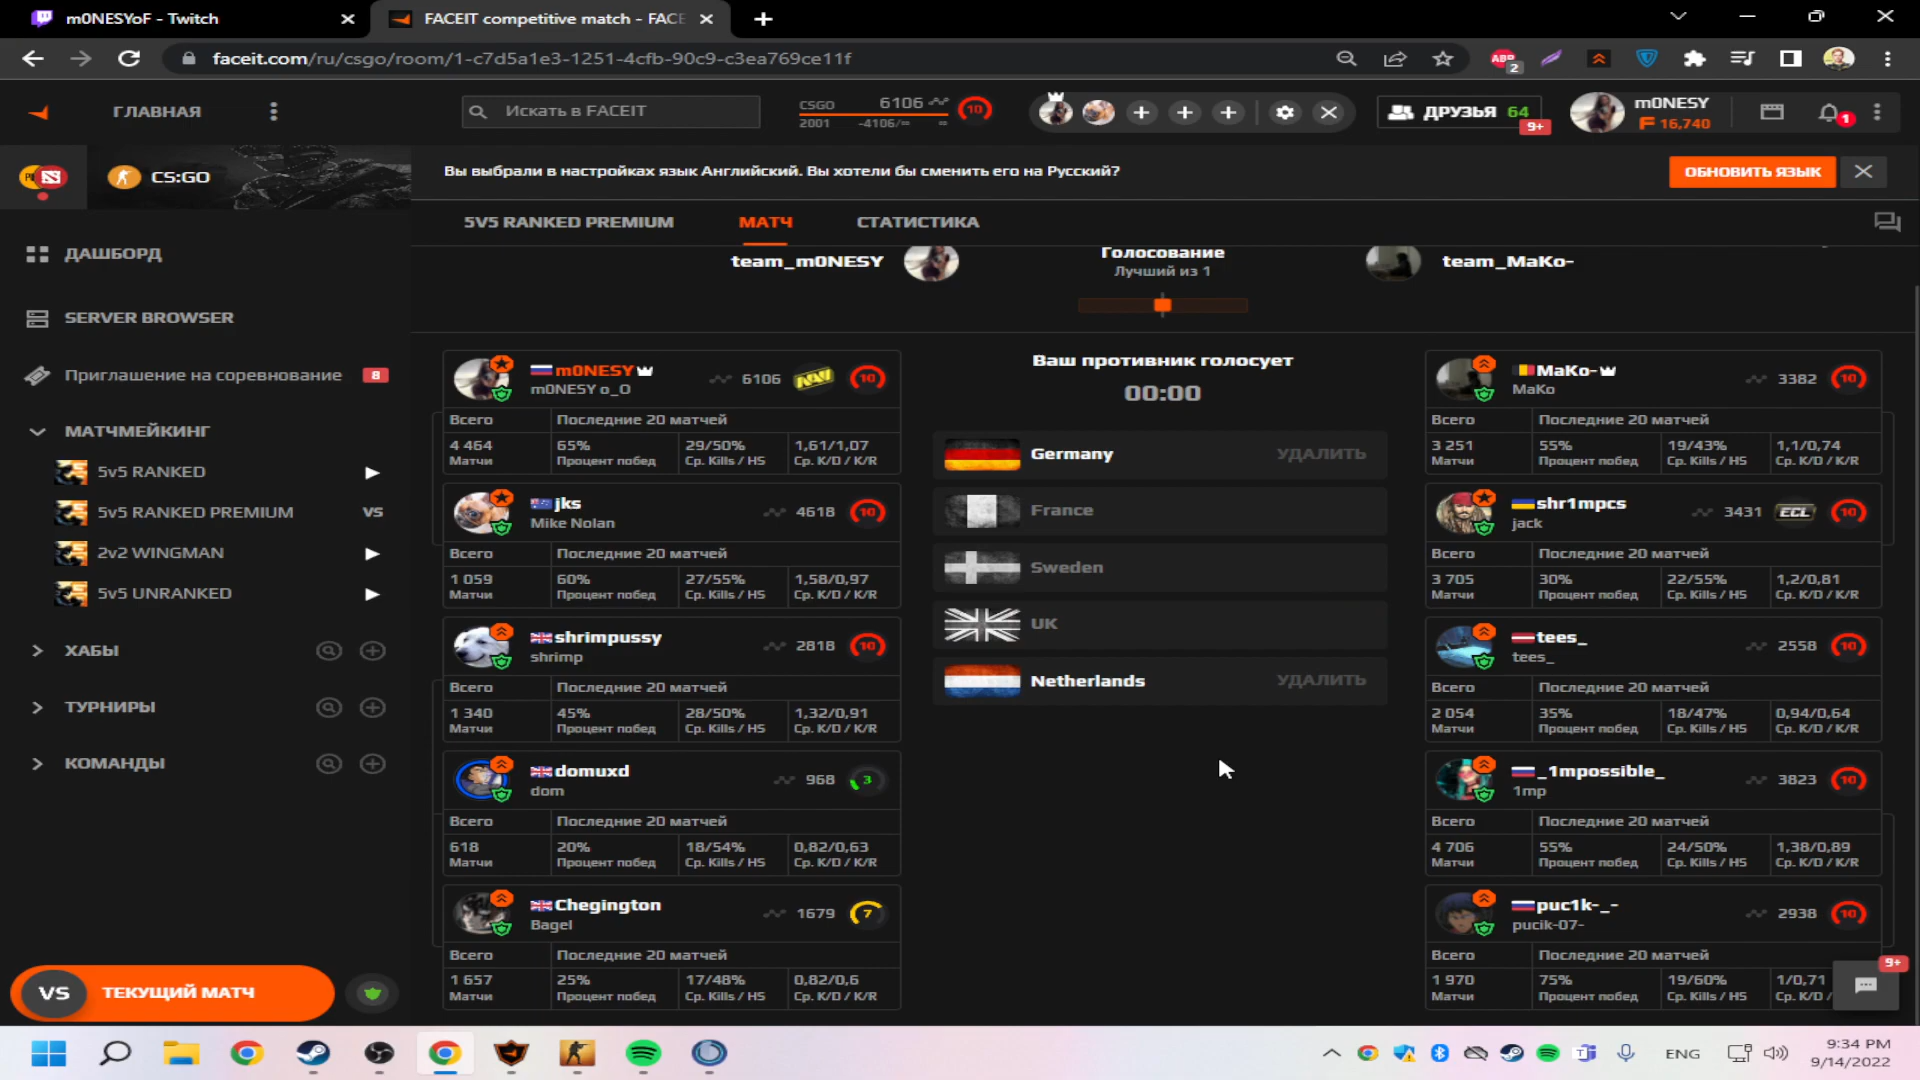 m0NESYoF - Twitch
FACEIT competitive match - FACE
faceit.com/ru/csgo/room/1-c7d5a1e3-1251-4cfb-90c9-c3ea769ce11f
ABP 2
ГЛАВНАЯ
Искать в FACEIT
CSGO 6106 10
2001 -4106/∞ ∞
ДРУЗЬЯ 64
9+
m0NESY
16,740
1
CS:GO
Вы выбрали в настройках язык Английский. Вы хотели бы сменить его на Русский?
ОБНОВИТЬ ЯЗЫК
5V5 RANKED PREMIUM
МАТЧ
СТАТИСТИКА
ДАШБОРД
SERVER BROWSER
Приглашение на соревнование 8
МАТЧМЕЙКИНГ
5v5 RANKED
5v5 RANKED PREMIUM VS
2v2 WINGMAN
5v5 UNRANKED
ХАБЫ
ТУРНИРЫ
КОМАНДЫ
VS ТЕКУЩИЙ МАТЧ
team_m0NESY
Голосование
Лучший из 1
team_MaKo-
m0NESY 6106 NAVI 10
m0NESY o_O
Всего Последние 20 матчей
4 464 65% 29/50% 1,61/1,07
Матчи Процент побед Ср. Kills / HS Ср. K/D / K/R
jks 4618 10
Mike Nolan
Всего Последние 20 матчей
1 059 60% 27/55% 1,58/0,97
Матчи Процент побед Ср. Kills / HS Ср. K/D / K/R
shrimpussy 2818 10
shrimp
Всего Последние 20 матчей
1 340 45% 28/50% 1,32/0,91
Матчи Процент побед Ср. Kills / HS Ср. K/D / K/R
domuxd 968 3
dom
Всего Последние 20 матчей
618 20% 18/54% 0,82/0,63
Матчи Процент побед Ср. Kills / HS Ср. K/D / K/R
Chegington 1679 7
Bagel
Всего Последние 20 матчей
1 657 25% 17/48% 0,82/0,6
Матчи Процент побед Ср. Kills / HS Ср. K/D / K/R
Ваш противник голосует
00:00
Germany УДАЛИТЬ
France
Sweden
UK
Netherlands УДАЛИТЬ
MaKo- 3382 10
MaKo
Всего Последние 20 матчей
3 251 55% 19/43% 1,1/0,74
Матчи Процент побед Ср. Kills / HS Ср. K/D / K/R
shr1mpcs 3431 ECL 10
jack
Всего Последние 20 матчей
3 705 30% 22/55% 1,2/0,81
Матчи Процент побед Ср. Kills / HS Ср. K/D / K/R
tees_ 2558 10
tees_
Всего Последние 20 матчей
2 054 35% 18/47% 0,94/0,64
Матчи Процент побед Ср. Kills / HS Ср. K/D / K/R
_1mpossible_ 3823 10
1mp
Всего Последние 20 матчей
4 706 55% 24/50% 1,38/0,89
Матчи Процент побед Ср. Kills / HS Ср. K/D / K/R
puc1k-_- 2938 10
pucik-07-
Всего Последние 20 матчей
1 970 75% 19/60% 1/0,71
Матчи Процент побед Ср. Kills / HS Ср. K/D /
9+
ENG
9:34 PM
9/14/2022